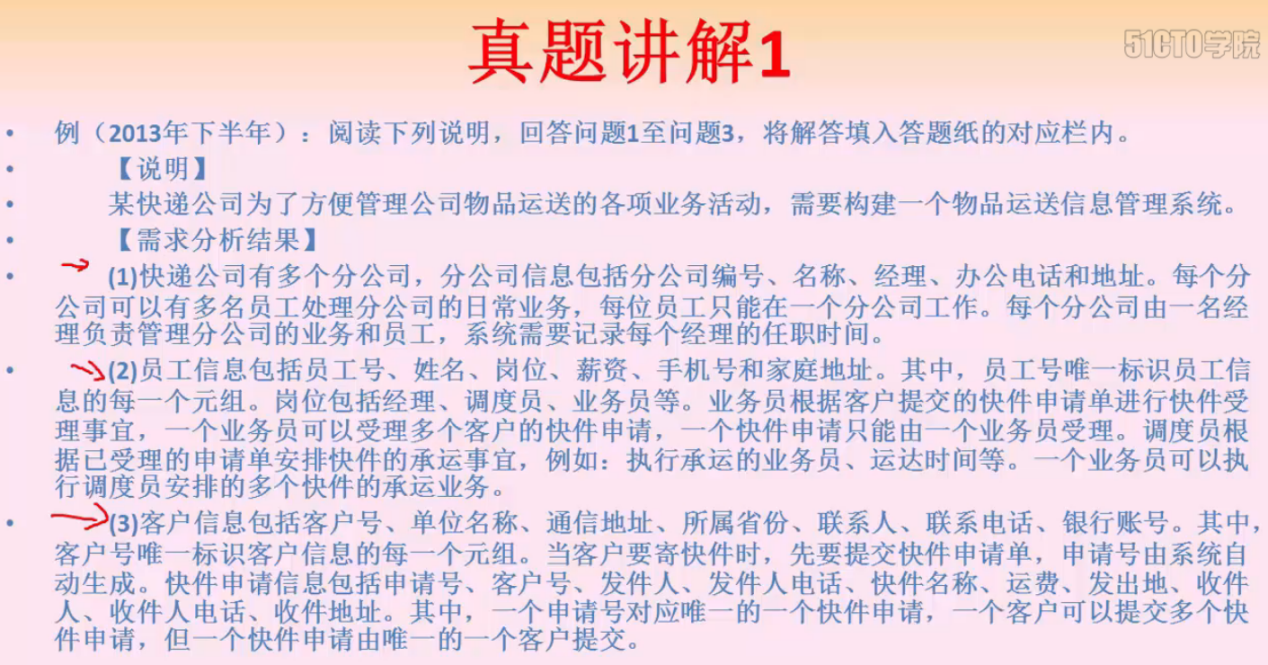 真题讲解1
51CTO学院
• 例（2013年下半年）：阅读下列说明，回答问题1至问题3，将解答填入答题纸的对应栏内。
• 【说明】
• 某快递公司为了方便管理公司物品运送的各项业务活动，需要构建一个物品运送信息管理系统。
• 【需求分析结果】
• (1)快递公司有多个分公司，分公司信息包括分公司编号、名称、经理、办公电话和地址。每个分
公司可以有多名员工处理分公司的日常业务，每位员工只能在一个分公司工作。每个分公司由一名经
理负责管理分公司的业务和员工，系统需要记录每个经理的任职时间。
• (2)员工信息包括员工号、姓名、岗位、薪资、手机号和家庭地址。其中，员工号唯一标识员工信
息的每一个元组。岗位包括经理、调度员、业务员等。业务员根据客户提交的快件申请单进行快件受
理事宜，一个业务员可以受理多个客户的快件申请，一个快件申请只能由一个业务员受理。调度员根
据已受理的申请单安排快件的承运事宜，例如：执行承运的业务员、运达时间等。一个业务员可以执
行调度员安排的多个快件的承运业务。
• (3)客户信息包括客户号、单位名称、通信地址、所属省份、联系人、联系电话、银行账号。其中，
客户号唯一标识客户信息的每一个元组。当客户要寄快件时，先要提交快件申请单，申请号由系统自
动生成。快件申请信息包括申请号、客户号、发件人、发件人电话、快件名称、运费、发出地、收件
人、收件人电话、收件地址。其中，一个申请号对应唯一的一个快件申请，一个客户可以提交多个快
件申请，但一个快件申请由唯一的一个客户提交。